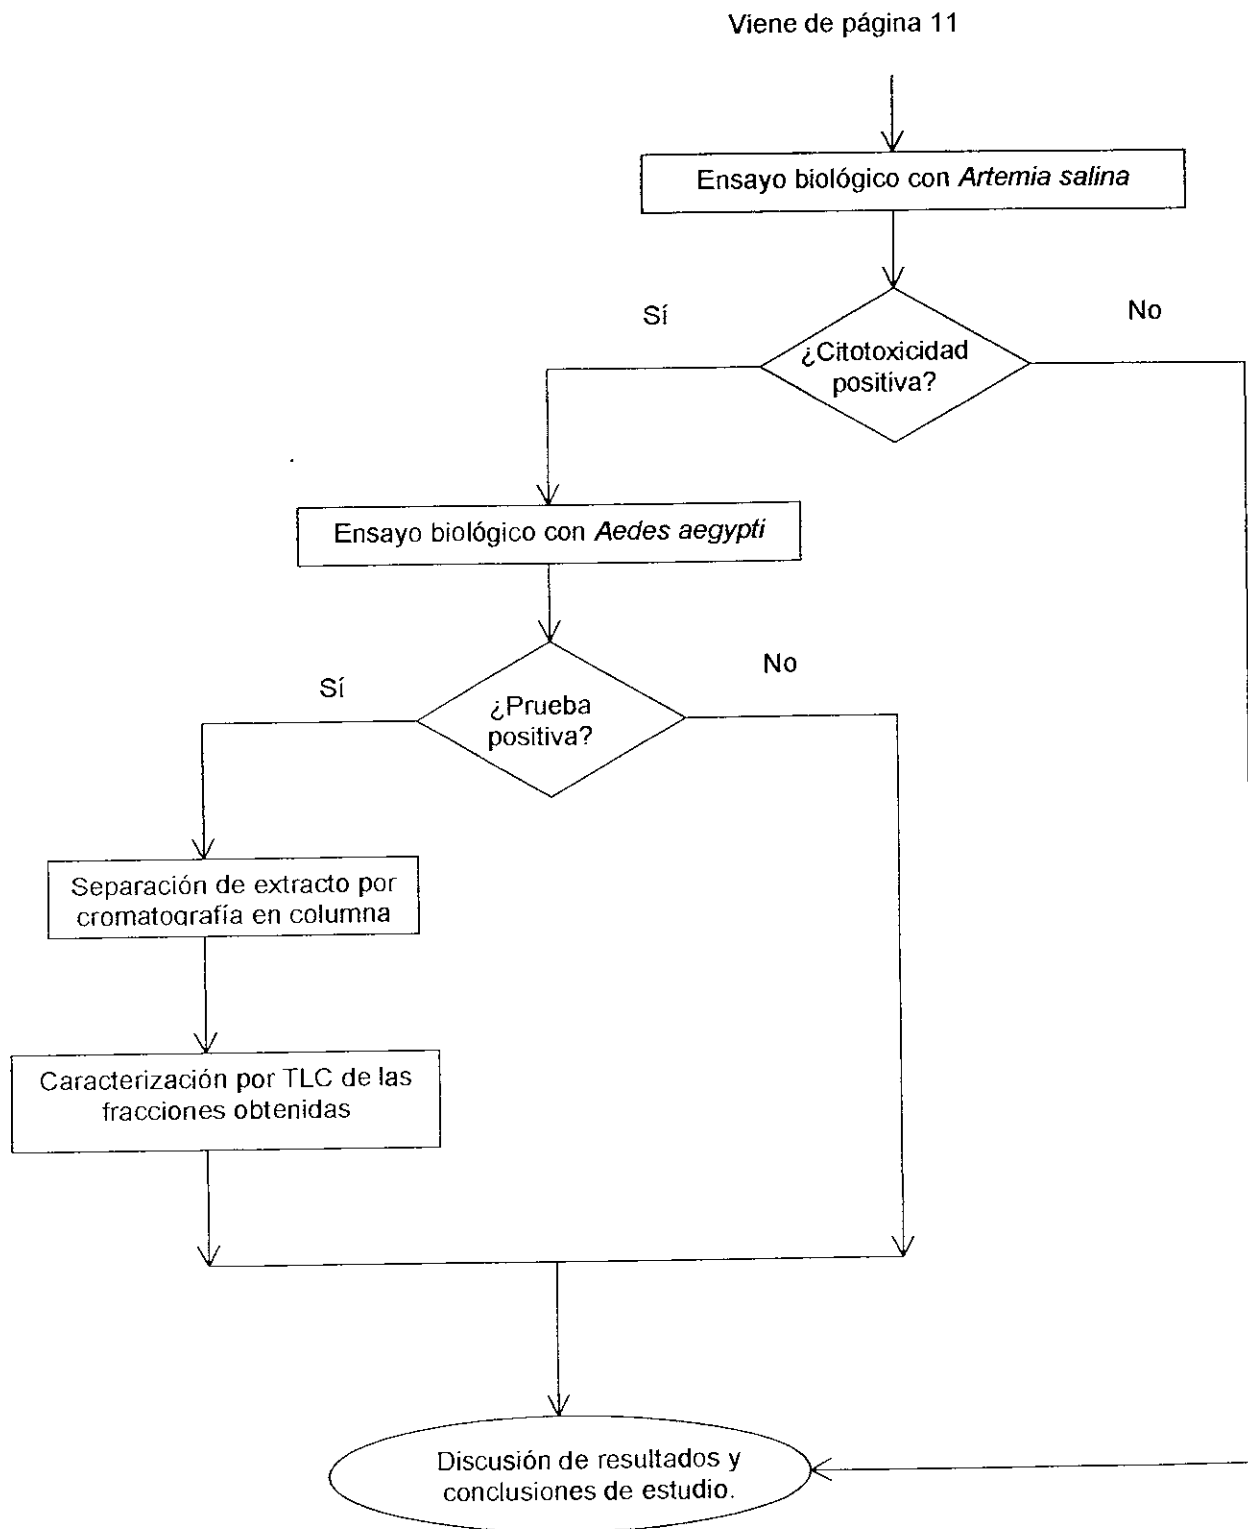 Viene de página 11
Ensayo biológico con Artemia salina
Sí
No
¿Citotoxicidad
positiva?
Ensayo biológico con Aedes aegypti
Sí
No
¿Prueba
positiva?
Separación de extracto por
cromatografía en columna
Caracterización por TLC de las
fracciones obtenidas
Discusión de resultados y
conclusiones de estudio.